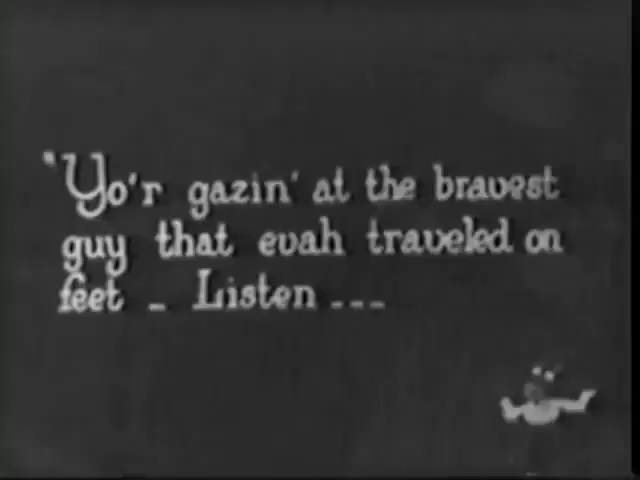 "Yo'r gazin' at the bravest
guy that evah traveled on
feet - Listen ---